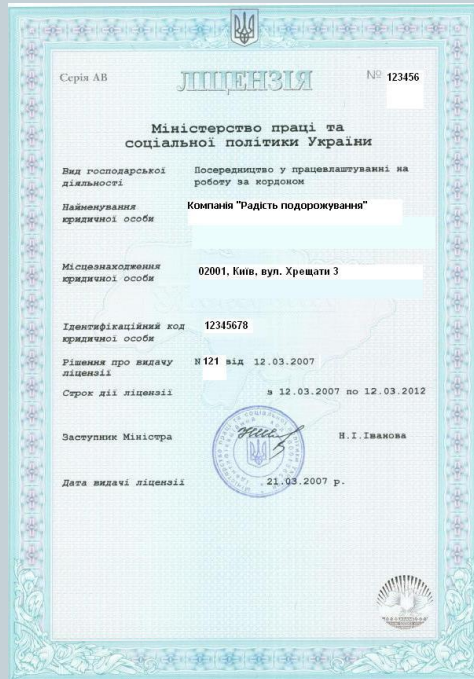 Серія АВ
ЛІЦЕНЗІЯ
№ 123456
Міністерство праці та
соціальної політики України
Вид господарської
діяльності
Посередництво у працевлаштуванні на
роботу за кордоном
Найменування
юридичної особи
Компанія "Радість подорожування"
Місцезнаходження
юридичної особи
02001, Київ, вул. Хрещати 3
Ідентифікаційний код
юридичної особи
12345678
Рішення про видачу
ліцензії
N 121 від 12.03.2007
Строк дії ліцензії
з 12.03.2007 по 12.03.2012
Заступник Міністра
Н.І.Іванова
Дата видачі ліцензії
21.03.2007 р.